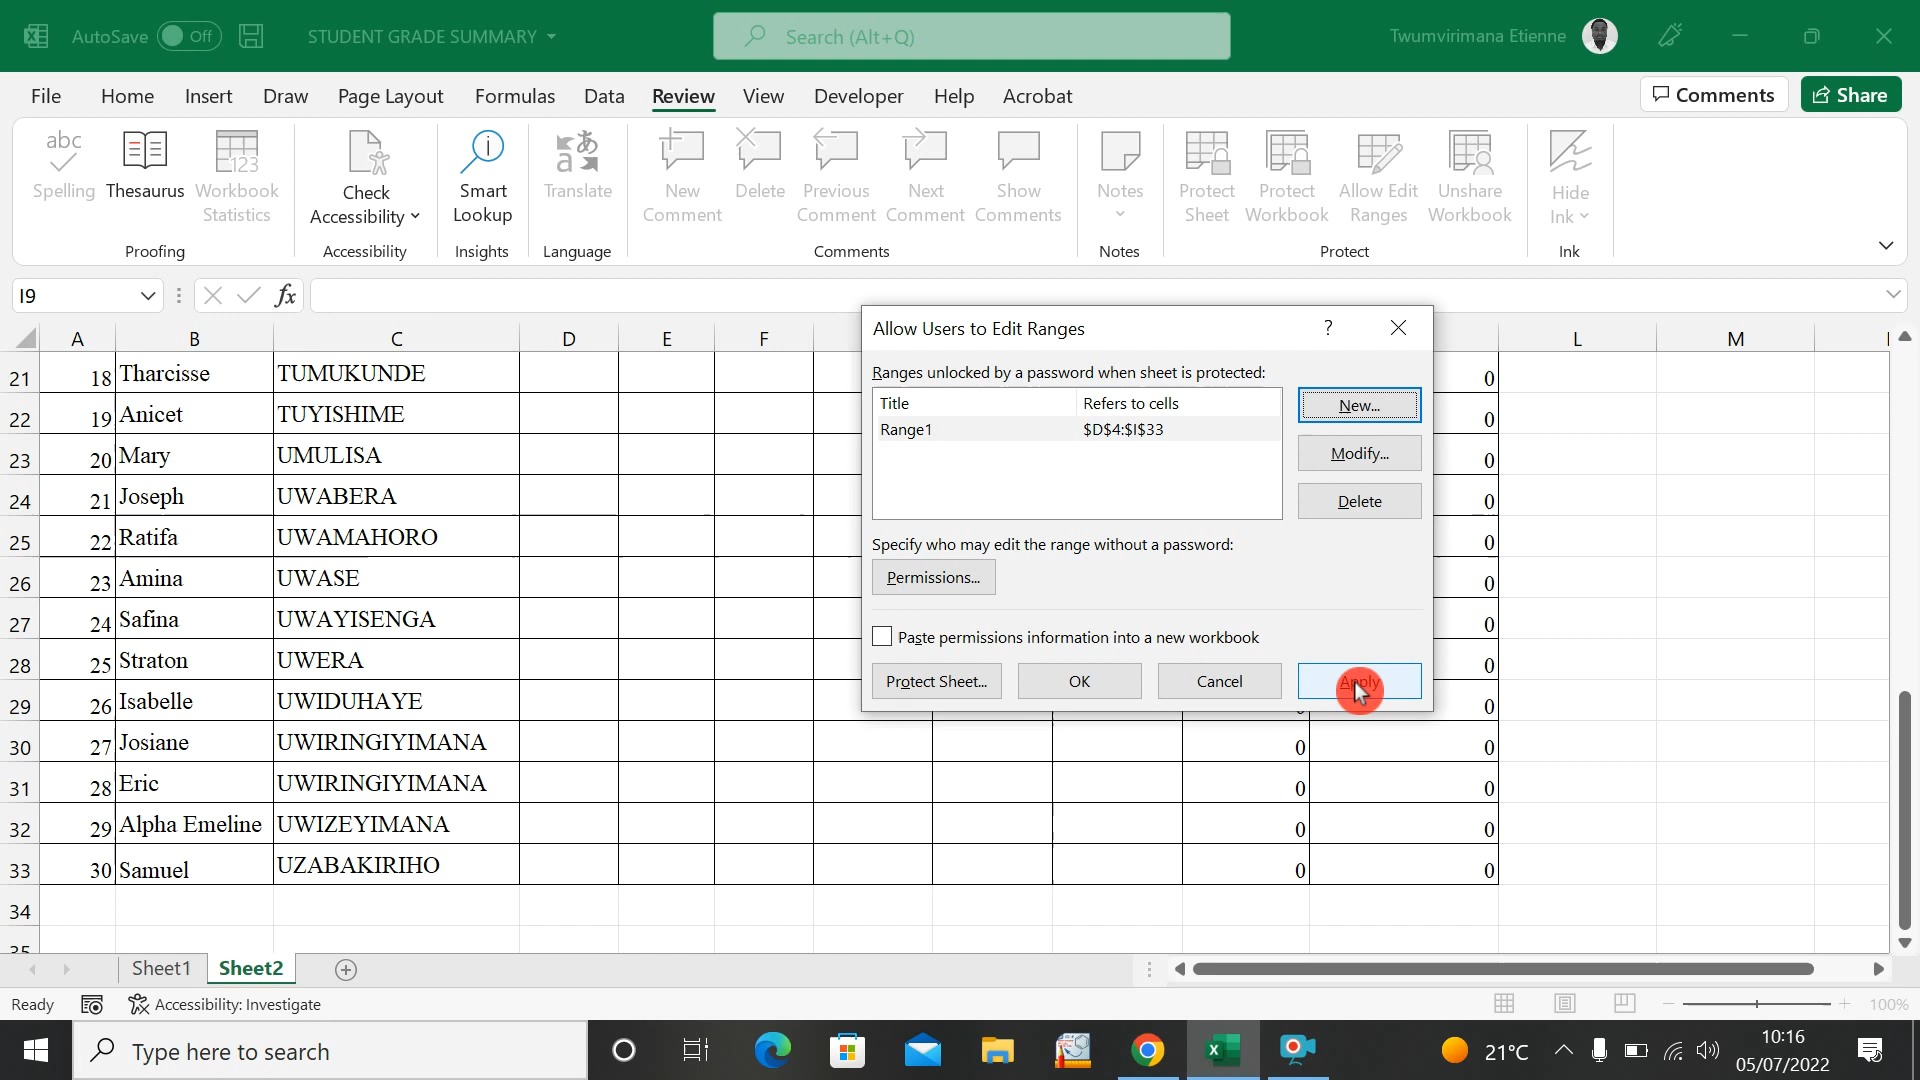 AutoSave Off STUDENT GRADE SUMMARY Search (Alt+Q) Twumvirimana Etienne
File Home Insert Draw Page Layout Formulas Data Review View Developer Help Acrobat Comments Share
abc
Spelling
Thesaurus
123
Workbook
Statistics
Check
Accessibility
Smart
Lookup
Translate
New
Comment
Delete
Previous
Comment
Next
Comment
Show
Comments
Notes
Protect
Sheet
Protect
Workbook
Allow Edit
Ranges
Unshare
Workbook
Hide
Ink
Proofing Accessibility Insights Language Comments Notes Protect Ink
I9 fx
A B C D E F L M
21 18 Tharcisse TUMUKUNDE 0
22 19 Anicet TUYISHIME 0
23 20 Mary UMULISA 0
24 21 Joseph UWABERA 0
25 22 Ratifa UWAMAHORO 0
26 23 Amina UWASE 0
27 24 Safina UWAYISENGA 0
28 25 Straton UWERA 0
29 26 Isabelle UWIDUHAYE 0
30 27 Josiane UWIRINGIYIMANA 0 0
31 28 Eric UWIRINGIYIMANA 0 0
32 29 Alpha Emeline UWIZEYIMANA 0 0
33 30 Samuel UZABAKIRIHO 0 0
34
35
Allow Users to Edit Ranges ?
Ranges unlocked by a password when sheet is protected:
Title Refers to cells
Range1 $D$4:$I$33
New...
Modify...
Delete
Specify who may edit the range without a password:
Permissions...
Paste permissions information into a new workbook
Protect Sheet... OK Cancel Apply
Sheet1 Sheet2
Ready Accessibility: Investigate 100%
Type here to search 21°C 10:16
05/07/2022